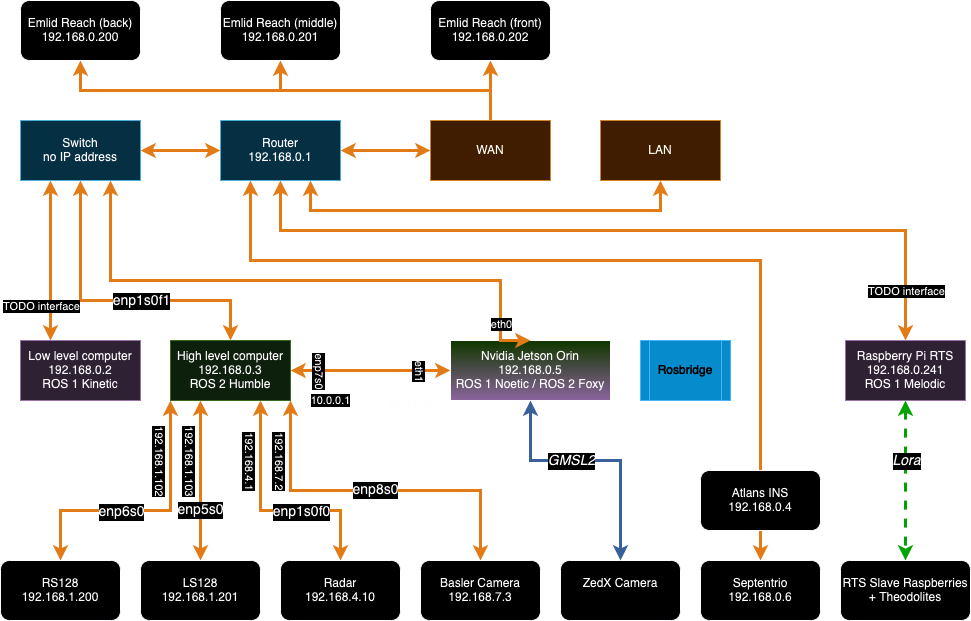 Emlid Reach (back)
192.168.0.200
Emlid Reach (middle)
192.168.0.201
Emlid Reach (front)
192.168.0.202
Switch
no IP address
Router
192.168.0.1
WAN
LAN
TODO interface
enp1s0f1
eth0
TODO interface
Low level computer
192.168.0.2
ROS 1 Kinetic
High level computer
192.168.0.3
ROS 2 Humble
enp7s0
10.0.0.1
eth1
Nvidia Jetson Orin
192.168.0.5
ROS 1 Noetic / ROS 2 Foxy
Rosbridge
Raspberry Pi RTS
192.168.0.241
ROS 1 Melodic
192.168.1.102
192.168.1.103
192.168.4.1
192.168.7.2
GMSL2
Lora
enp6s0
enp5s0
enp1s0f0
enp8s0
Atlans INS
192.168.0.4
RS128
192.168.1.200
LS128
192.168.1.201
Radar
192.168.4.10
Basler Camera
192.168.7.3
ZedX Camera
Septentrio
192.168.0.6
RTS Slave Raspberries
+ Theodolites